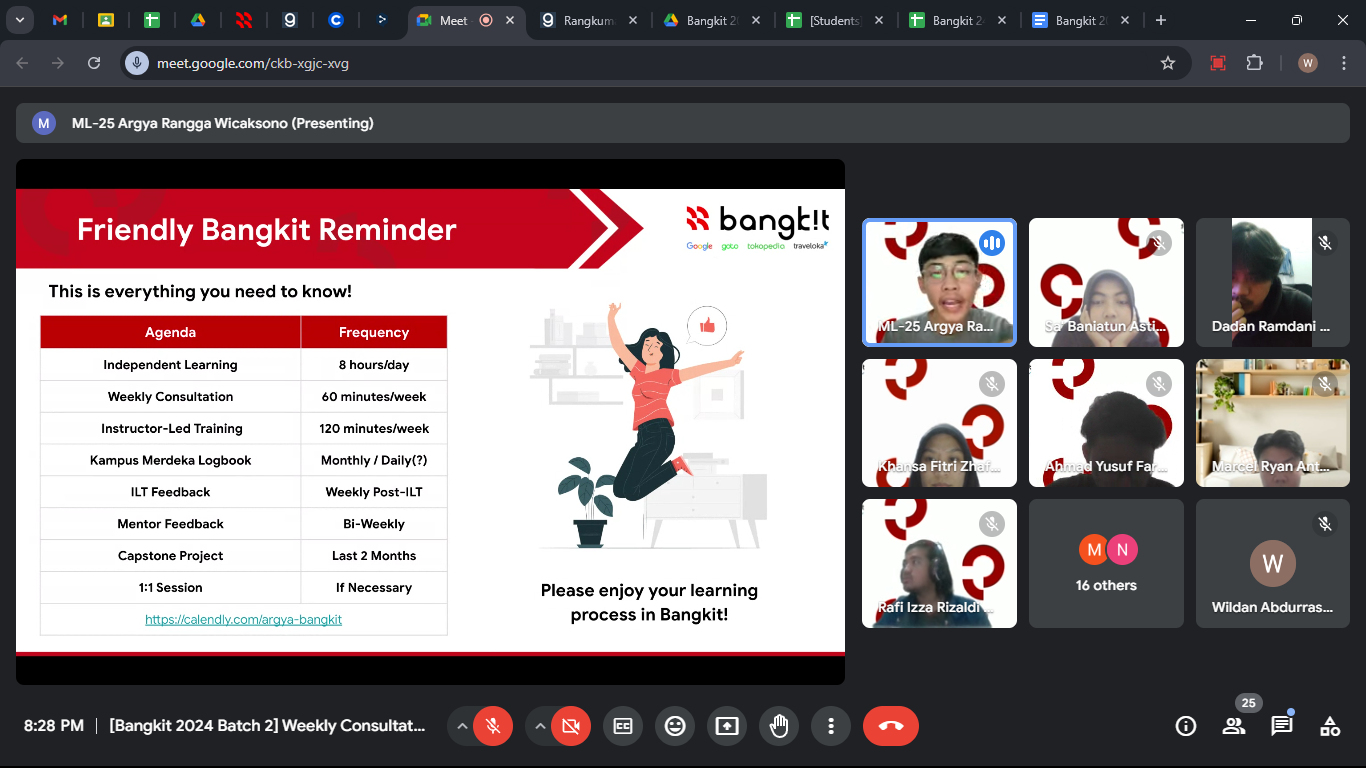 Meet
Rangkum
Bangkit 2
[Students
Bangkit 24
Bangkit 2
meet.google.com/ckb-xgjc-xvg
W
M
ML-25 Argya Rangga Wicaksono (Presenting)
Friendly Bangkit Reminder
bangk!t
Google goto tokopedia traveloka
This is everything you need to know!
Agenda Frequency
Independent Learning 8 hours/day
Weekly Consultation 60 minutes/week
Instructor-Led Training 120 minutes/week
Kampus Merdeka Logbook Monthly / Daily(?)
ILT Feedback Weekly Post-ILT
Mentor Feedback Bi-Weekly
Capstone Project Last 2 Months
1:1 Session If Necessary
https://calendly.com/argya-bangkit
Please enjoy your learning
process in Bangkit!
ML-25 Argya Ra...
Sa' Baniatun Asti...
Dadan Ramdani ...
Khansa Fitri Zhaf...
Ahmad Yusuf Far...
Marcel Ryan Ant...
Rafi Izza Rizaldi ...
M N
16 others
W
Wildan Abdurras...
8:28 PM
[Bangkit 2024 Batch 2] Weekly Consultat...
CC
25